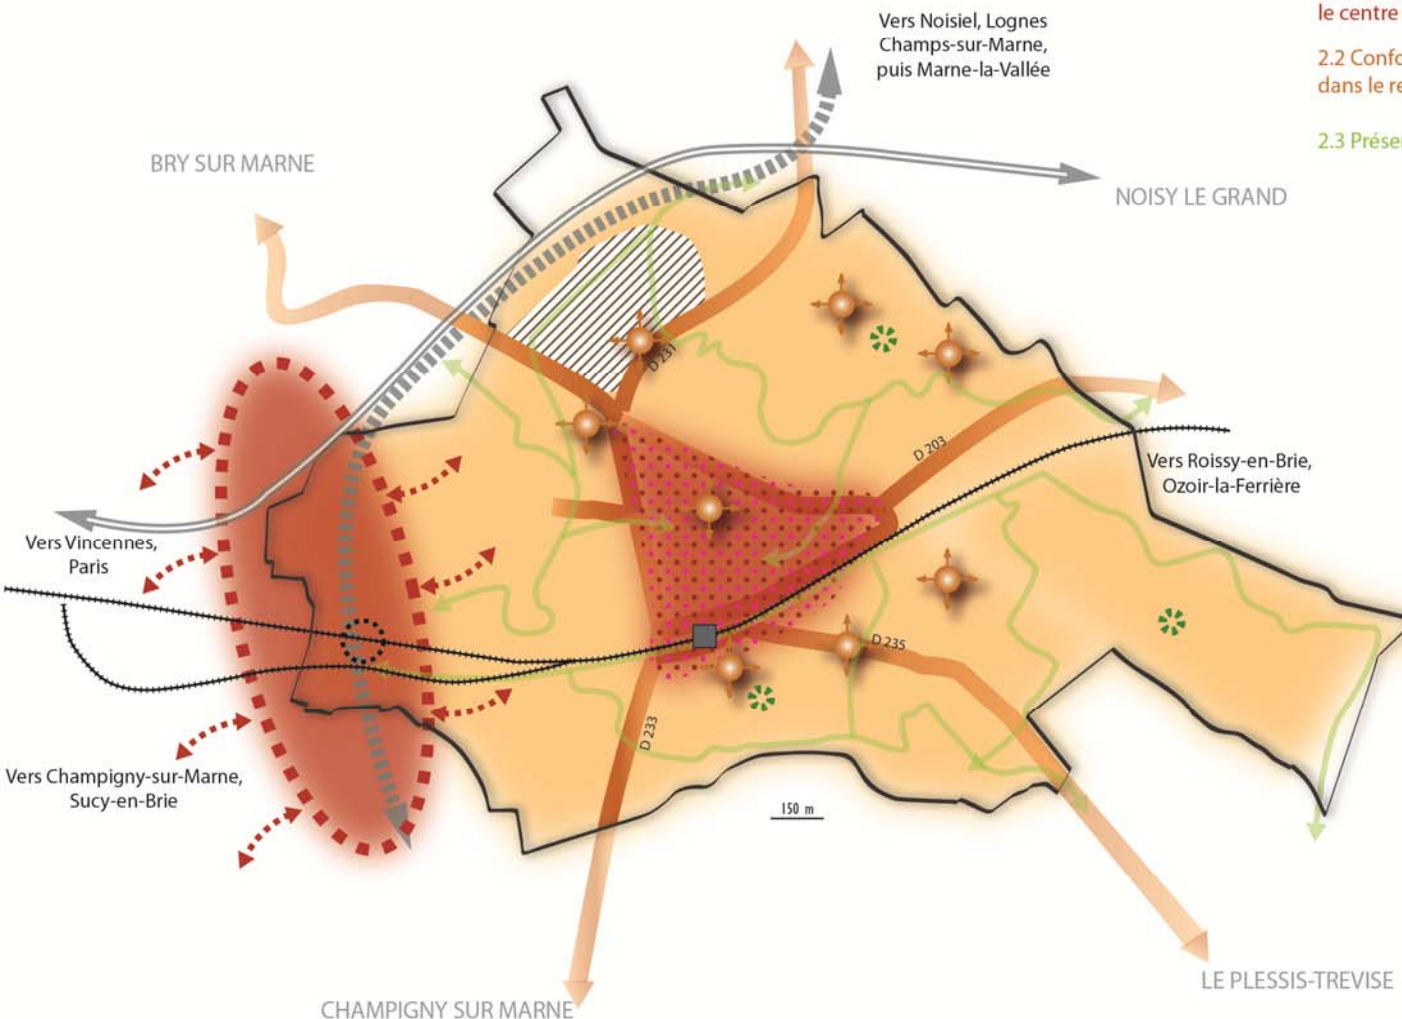 le centre
Vers Noisiel, Lognes
Champs-sur-Marne,
puis Marne-la-Vallée
2.2 Confo
dans le re
2.3 Préser
BRY SUR MARNE
NOISY LE GRAND
D 231
D 203
Vers Roissy-en-Brie,
Ozoir-la-Ferrière
Vers Vincennes,
Paris
D 235
D 233
Vers Champigny-sur-Marne,
Sucy-en-Brie
150 m
LE PLESSIS-TREVISE
CHAMPIGNY SUR MARNE